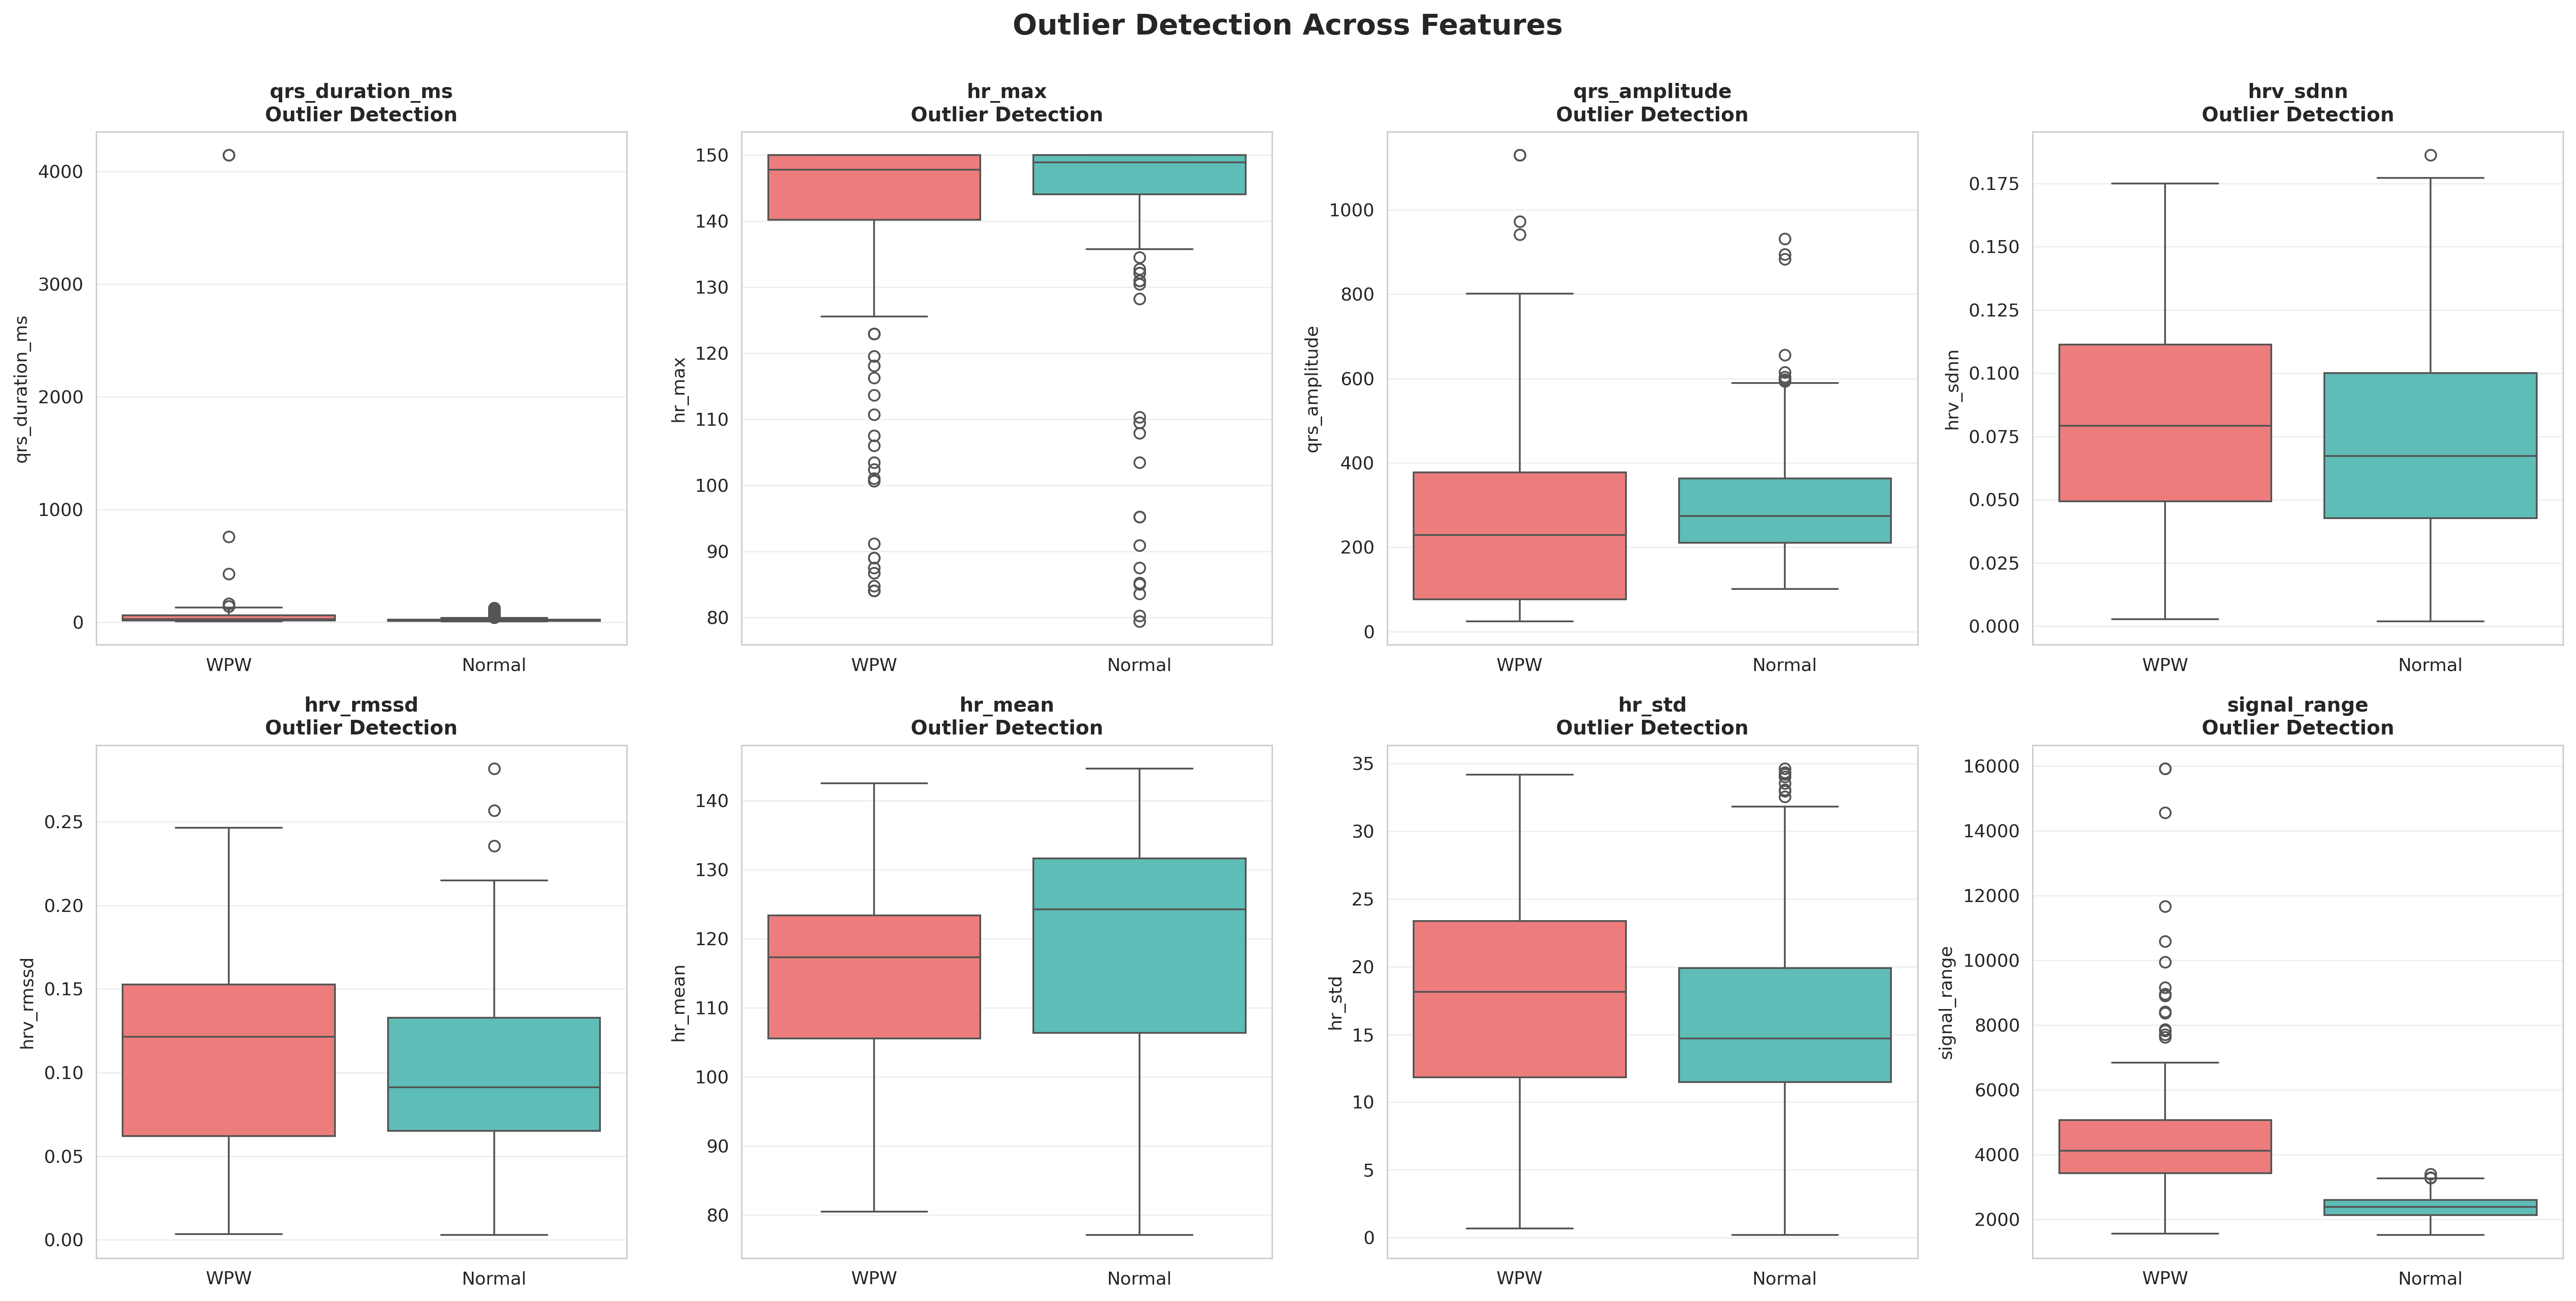 Outlier Detection Across Features
qrs_duration_ms
Outlier Detection
qrs_duration_ms
4000
3000
2000
1000
0
WPW
Normal
hr_max
Outlier Detection
hr_max
150
140
130
120
110
100
90
80
WPW
Normal
qrs_amplitude
Outlier Detection
qrs_amplitude
1000
800
600
400
200
0
WPW
Normal
hrv_sdnn
Outlier Detection
hrv_sdnn
0.175
0.150
0.125
0.100
0.075
0.050
0.025
0.000
WPW
Normal
hrv_rmssd
Outlier Detection
hrv_rmssd
0.25
0.20
0.15
0.10
0.05
0.00
WPW
Normal
hr_mean
Outlier Detection
hr_mean
140
130
120
110
100
90
80
WPW
Normal
hr_std
Outlier Detection
hr_std
35
30
25
20
15
10
5
0
WPW
Normal
signal_range
Outlier Detection
signal_range
16000
14000
12000
10000
8000
6000
4000
2000
WPW
Normal